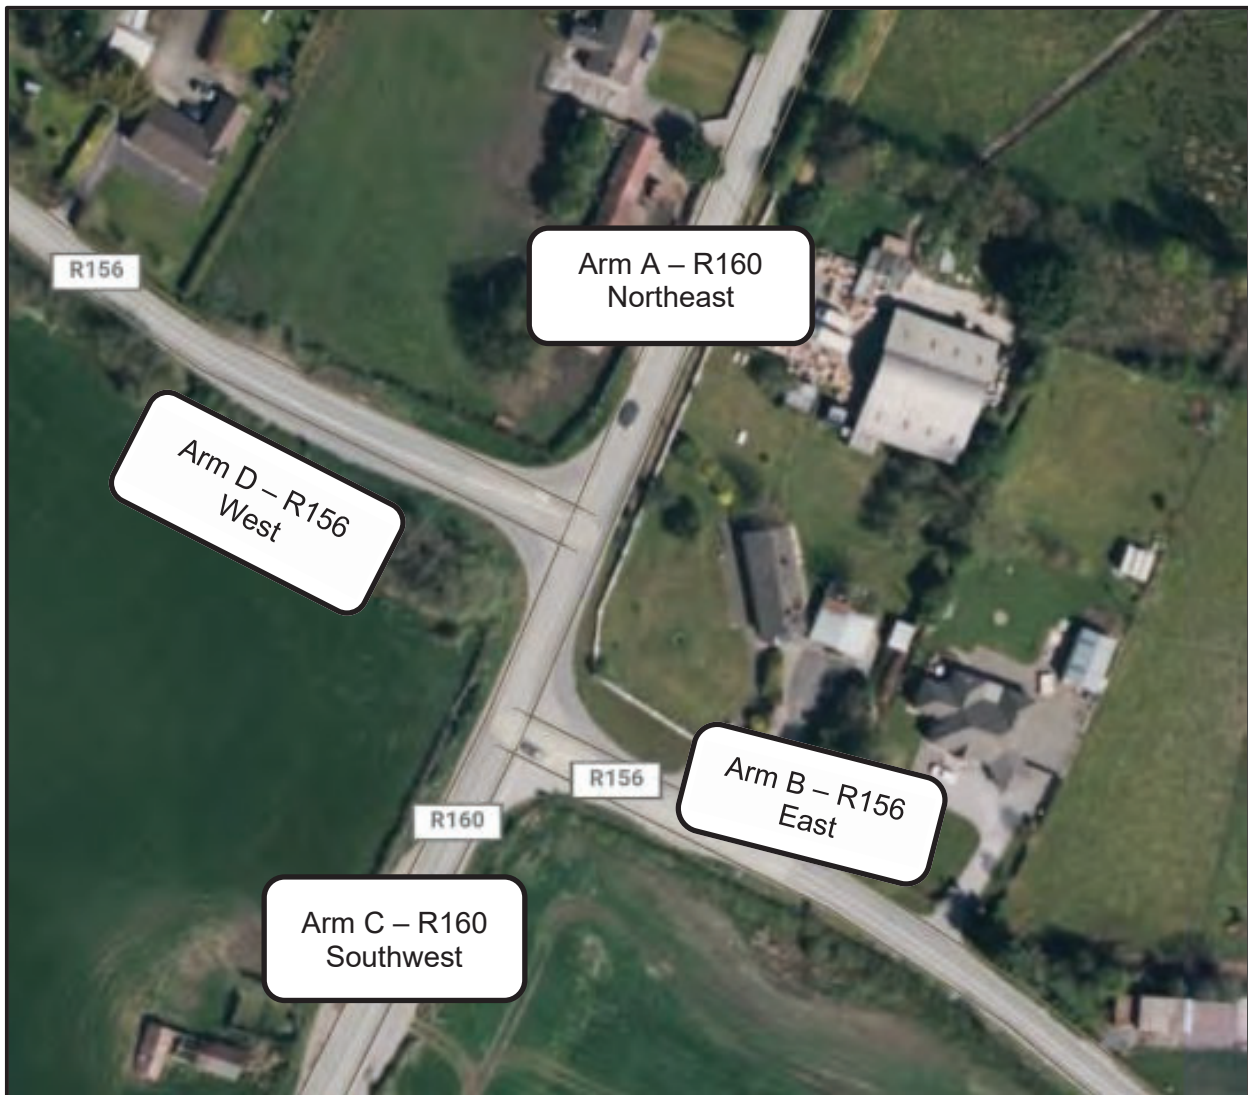 R156
Arm A – R160
Northeast
Arm D – R156
West
R156
Arm B – R156
East
R160
Arm C – R160
Southwest